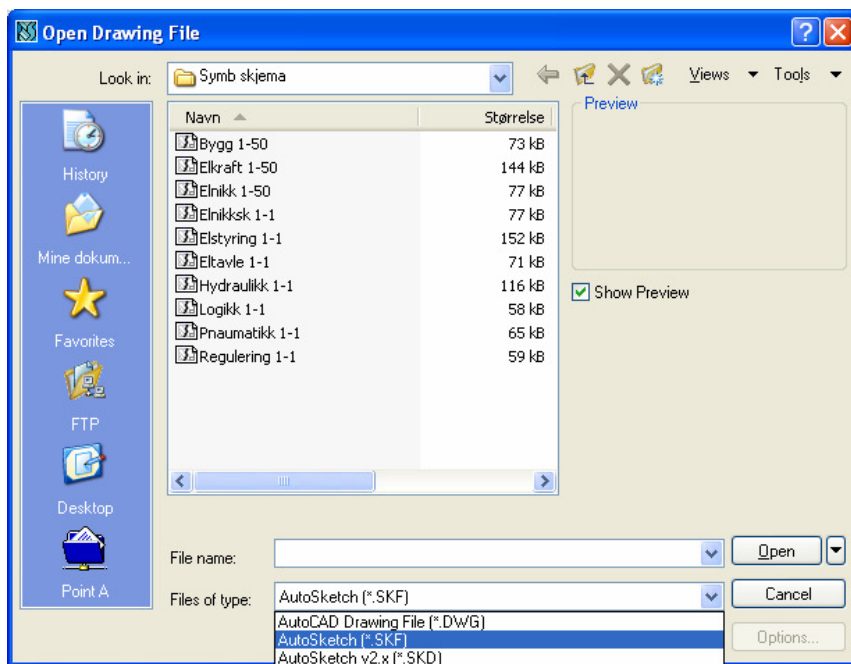 Open Drawing File
Look in: Symb skjema Views Tools
History
Mine dokum...
Favorites
FTP
Desktop
Point A
Navn Størrelse
Bygg 1-50 73 kB
Elkraft 1-50 144 kB
Elnikk 1-50 77 kB
Elnikksk 1-1 77 kB
Elstyring 1-1 152 kB
Eltavle 1-1 71 kB
Hydraulikk 1-1 116 kB
Logikk 1-1 58 kB
Pnaumatikk 1-1 65 kB
Regulering 1-1 59 kB
Preview
Show Preview
File name: Open
Files of type: AutoSketch (*.SKF) Cancel
AutoCAD Drawing File (*.DWG)
AutoSketch (*.SKF)
AutoSketch v2.x (*.SKD)
Options...